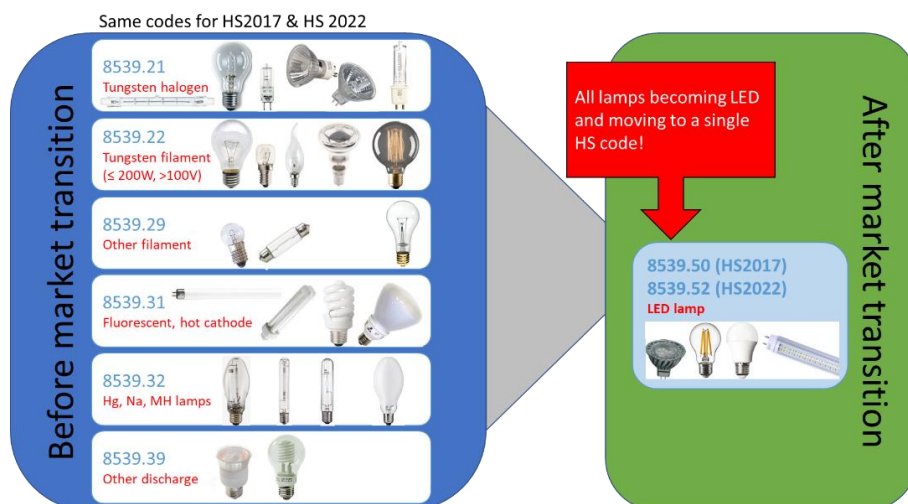 Same codes for HS2017 & HS 2022
Before market transition
8539.21
Tungsten halogen
8539.22
Tungsten filament
(≤ 200W, >100V)
8539.29
Other filament
8539.31
Fluorescent, hot cathode
8539.32
Hg, Na, MH lamps
8539.39
Other discharge
All lamps becoming LED
and moving to a single
HS code!
8539.50 (HS2017)
8539.52 (HS2022)
LED lamp
After market transition